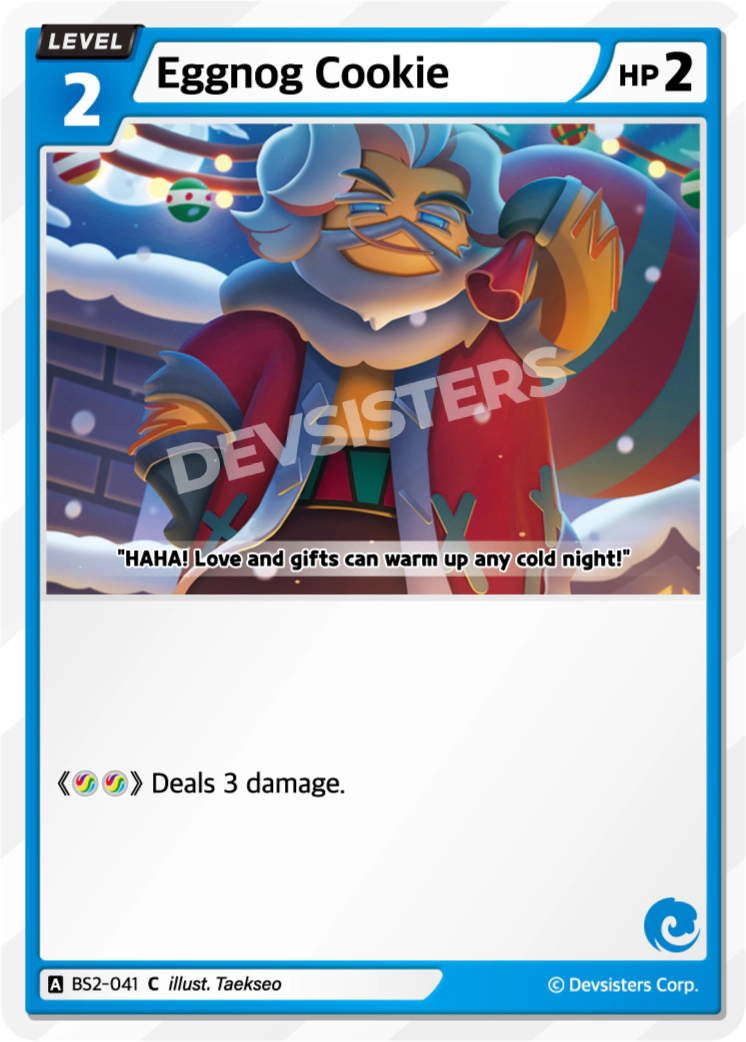 LEVEL
2
Eggnog Cookie
HP 2
DEVSISTERS
"HAHA! Love and gifts can warm up any cold night!"
《》 Deals 3 damage.
A BS2-041 C illust. Taekseo
© Devsisters Corp.